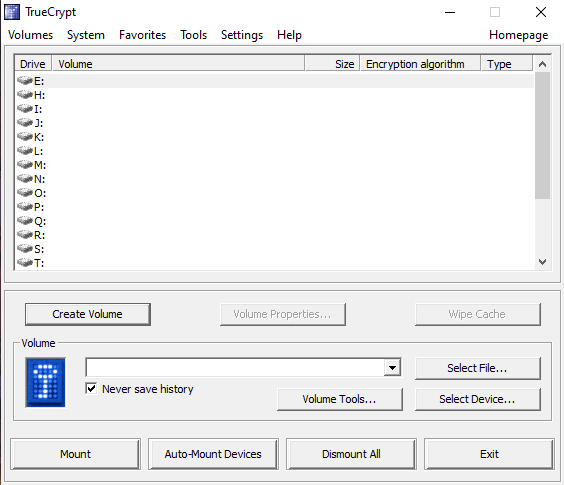 TrueCrypt
Volumes System Favorites Tools Settings Help Homepage
Drive Volume Size Encryption algorithm Type
E:
H:
I:
J:
K:
L:
M:
N:
O:
P:
Q:
R:
S:
T:
Create Volume Volume Properties... Wipe Cache
Volume
Select File...
Never save history
Volume Tools... Select Device...
Mount Auto-Mount Devices Dismount All Exit